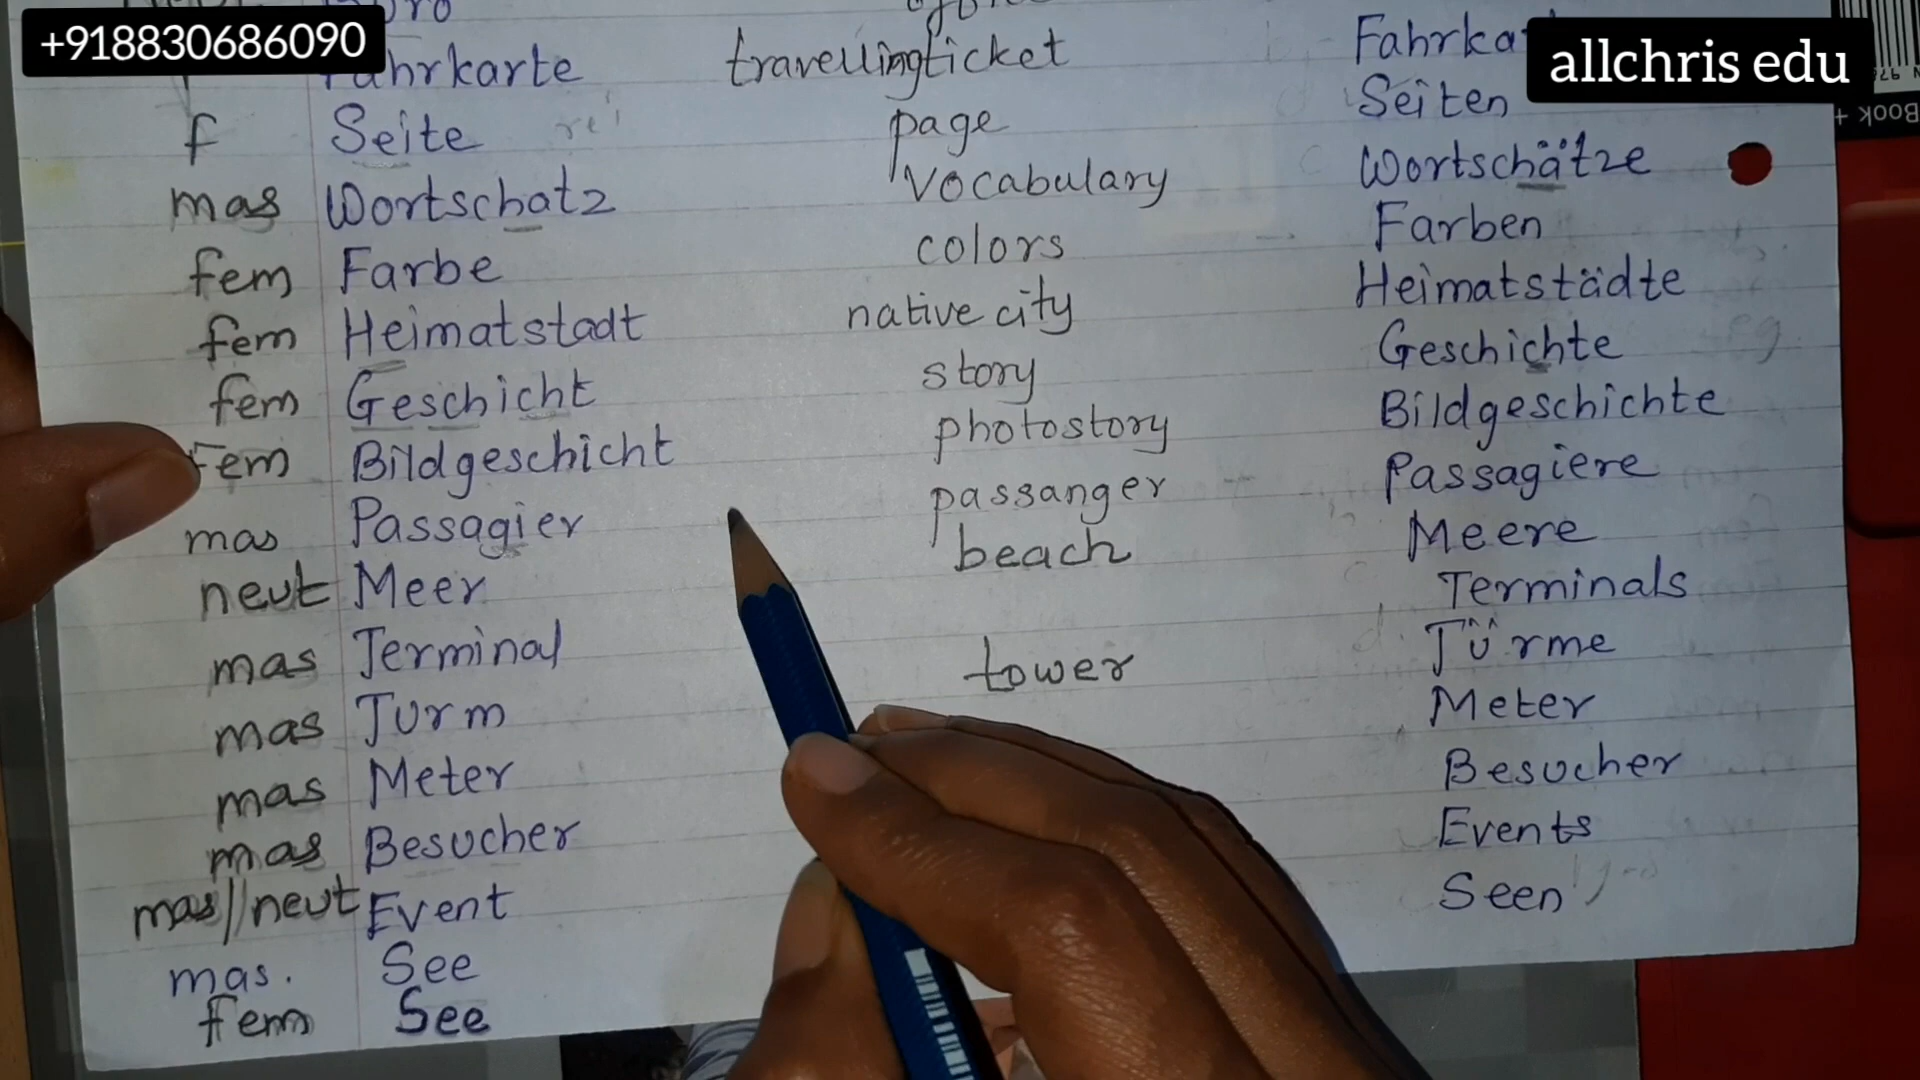 +918830686090
allchris edu
Fahrkarte travellingticket
f Seite page Seiten
mas Wortschatz vocabulary Wortschätze
fem Farbe colors Farben
fem Heimatstadt native city Heimatstädte
fem Geschicht story Geschichte
fem Bildgeschicht photostory Bildgeschichte
mas Passagier passanger Passagiere
neut Meer beach Meere
mas Terminal Terminals
mas Turm tower Türme
mas Meter Meter
mas Besucher Besucher
mas//neut Event Events
mas. See Seen
fem See
Book +